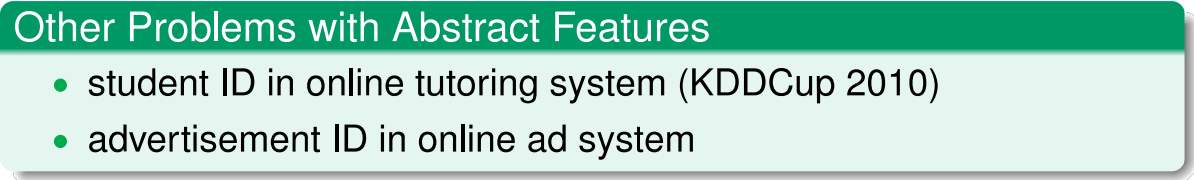 Other Problems with Abstract Features
• student ID in online tutoring system (KDDCup 2010)
• advertisement ID in online ad system